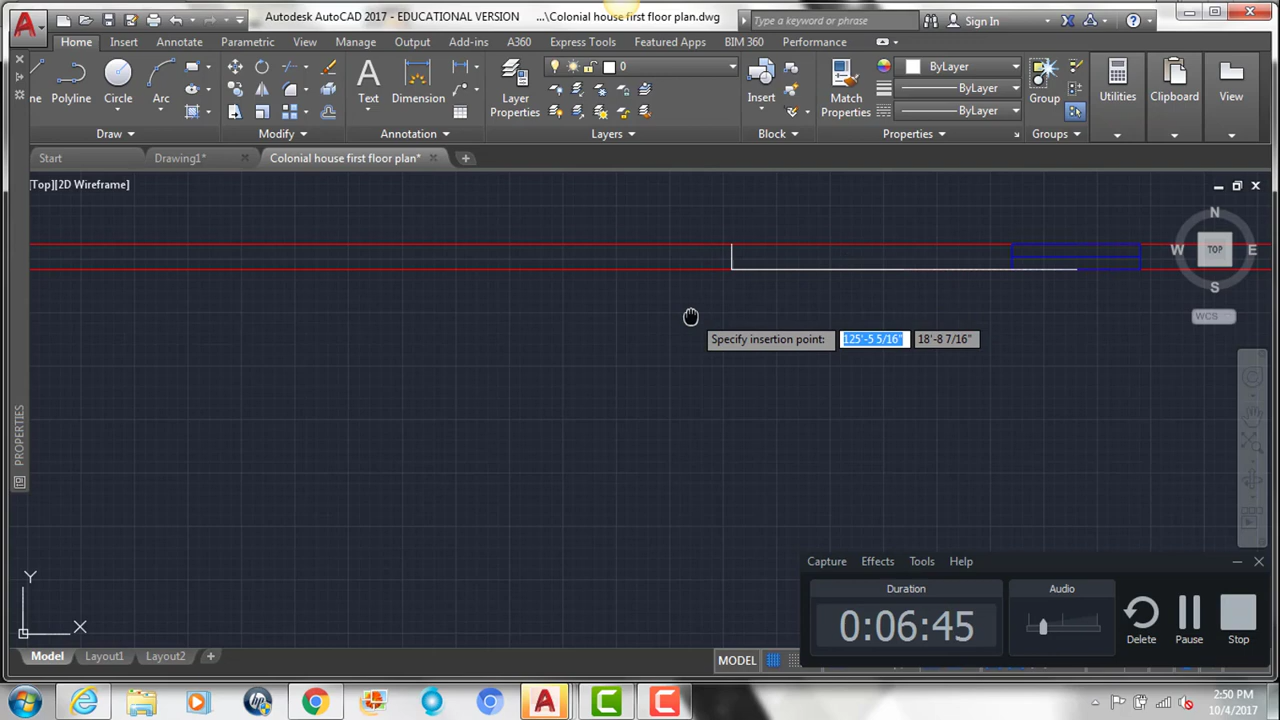 Autodesk AutoCAD 2017 - EDUCATIONAL VERSION ...\Colonial house first floor plan.dwg
Type a keyword or phrase
Sign In
Home Insert Annotate Parametric View Manage Output Add-ins A360 Express Tools Featured Apps BIM 360 Performance
ne Polyline Circle Arc
Text Dimension
Layer Properties
0
Insert
Match Properties
ByLayer
ByLayer
ByLayer
Group
Utilities
Clipboard
View
Draw Modify Annotation Layers Block Properties Groups
Start Drawing1* Colonial house first floor plan*
[Top][2D Wireframe]
N
W TOP E
S
WCS
Specify insertion point: 125'-5 5/16" 18'-8 7/16"
PROPERTIES
Capture Effects Tools Help
Duration
Audio
0:06:45
Delete Pause Stop
Y
X
Model Layout1 Layout2
MODEL
2:50 PM
10/4/2017